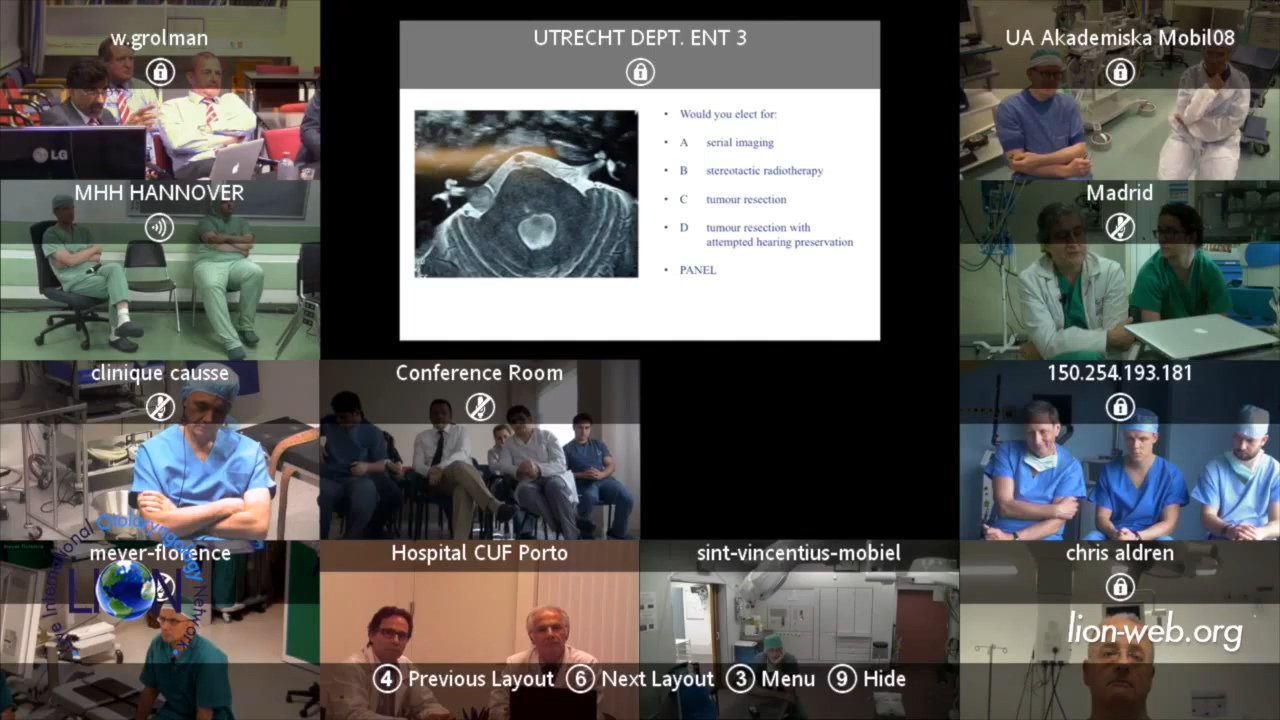 w.grolman
UTRECHT DEPT. ENT 3
UA Akademiska Mobil08
• Would you elect for:
• A serial imaging
• B stereotactic radiotherapy
• C tumour resection
• D tumour resection with
attempted hearing preservation
• PANEL
LG
MHH HANNOVER
Madrid
clinique causse
Conference Room
150.254.193.181
meyer-florence
Hospital CUF Porto
sint-vincentius-mobiel
chris aldren
Live International Otolaryngology Network
LION
lion-web.org
4 Previous Layout 6 Next Layout 3 Menu 9 Hide